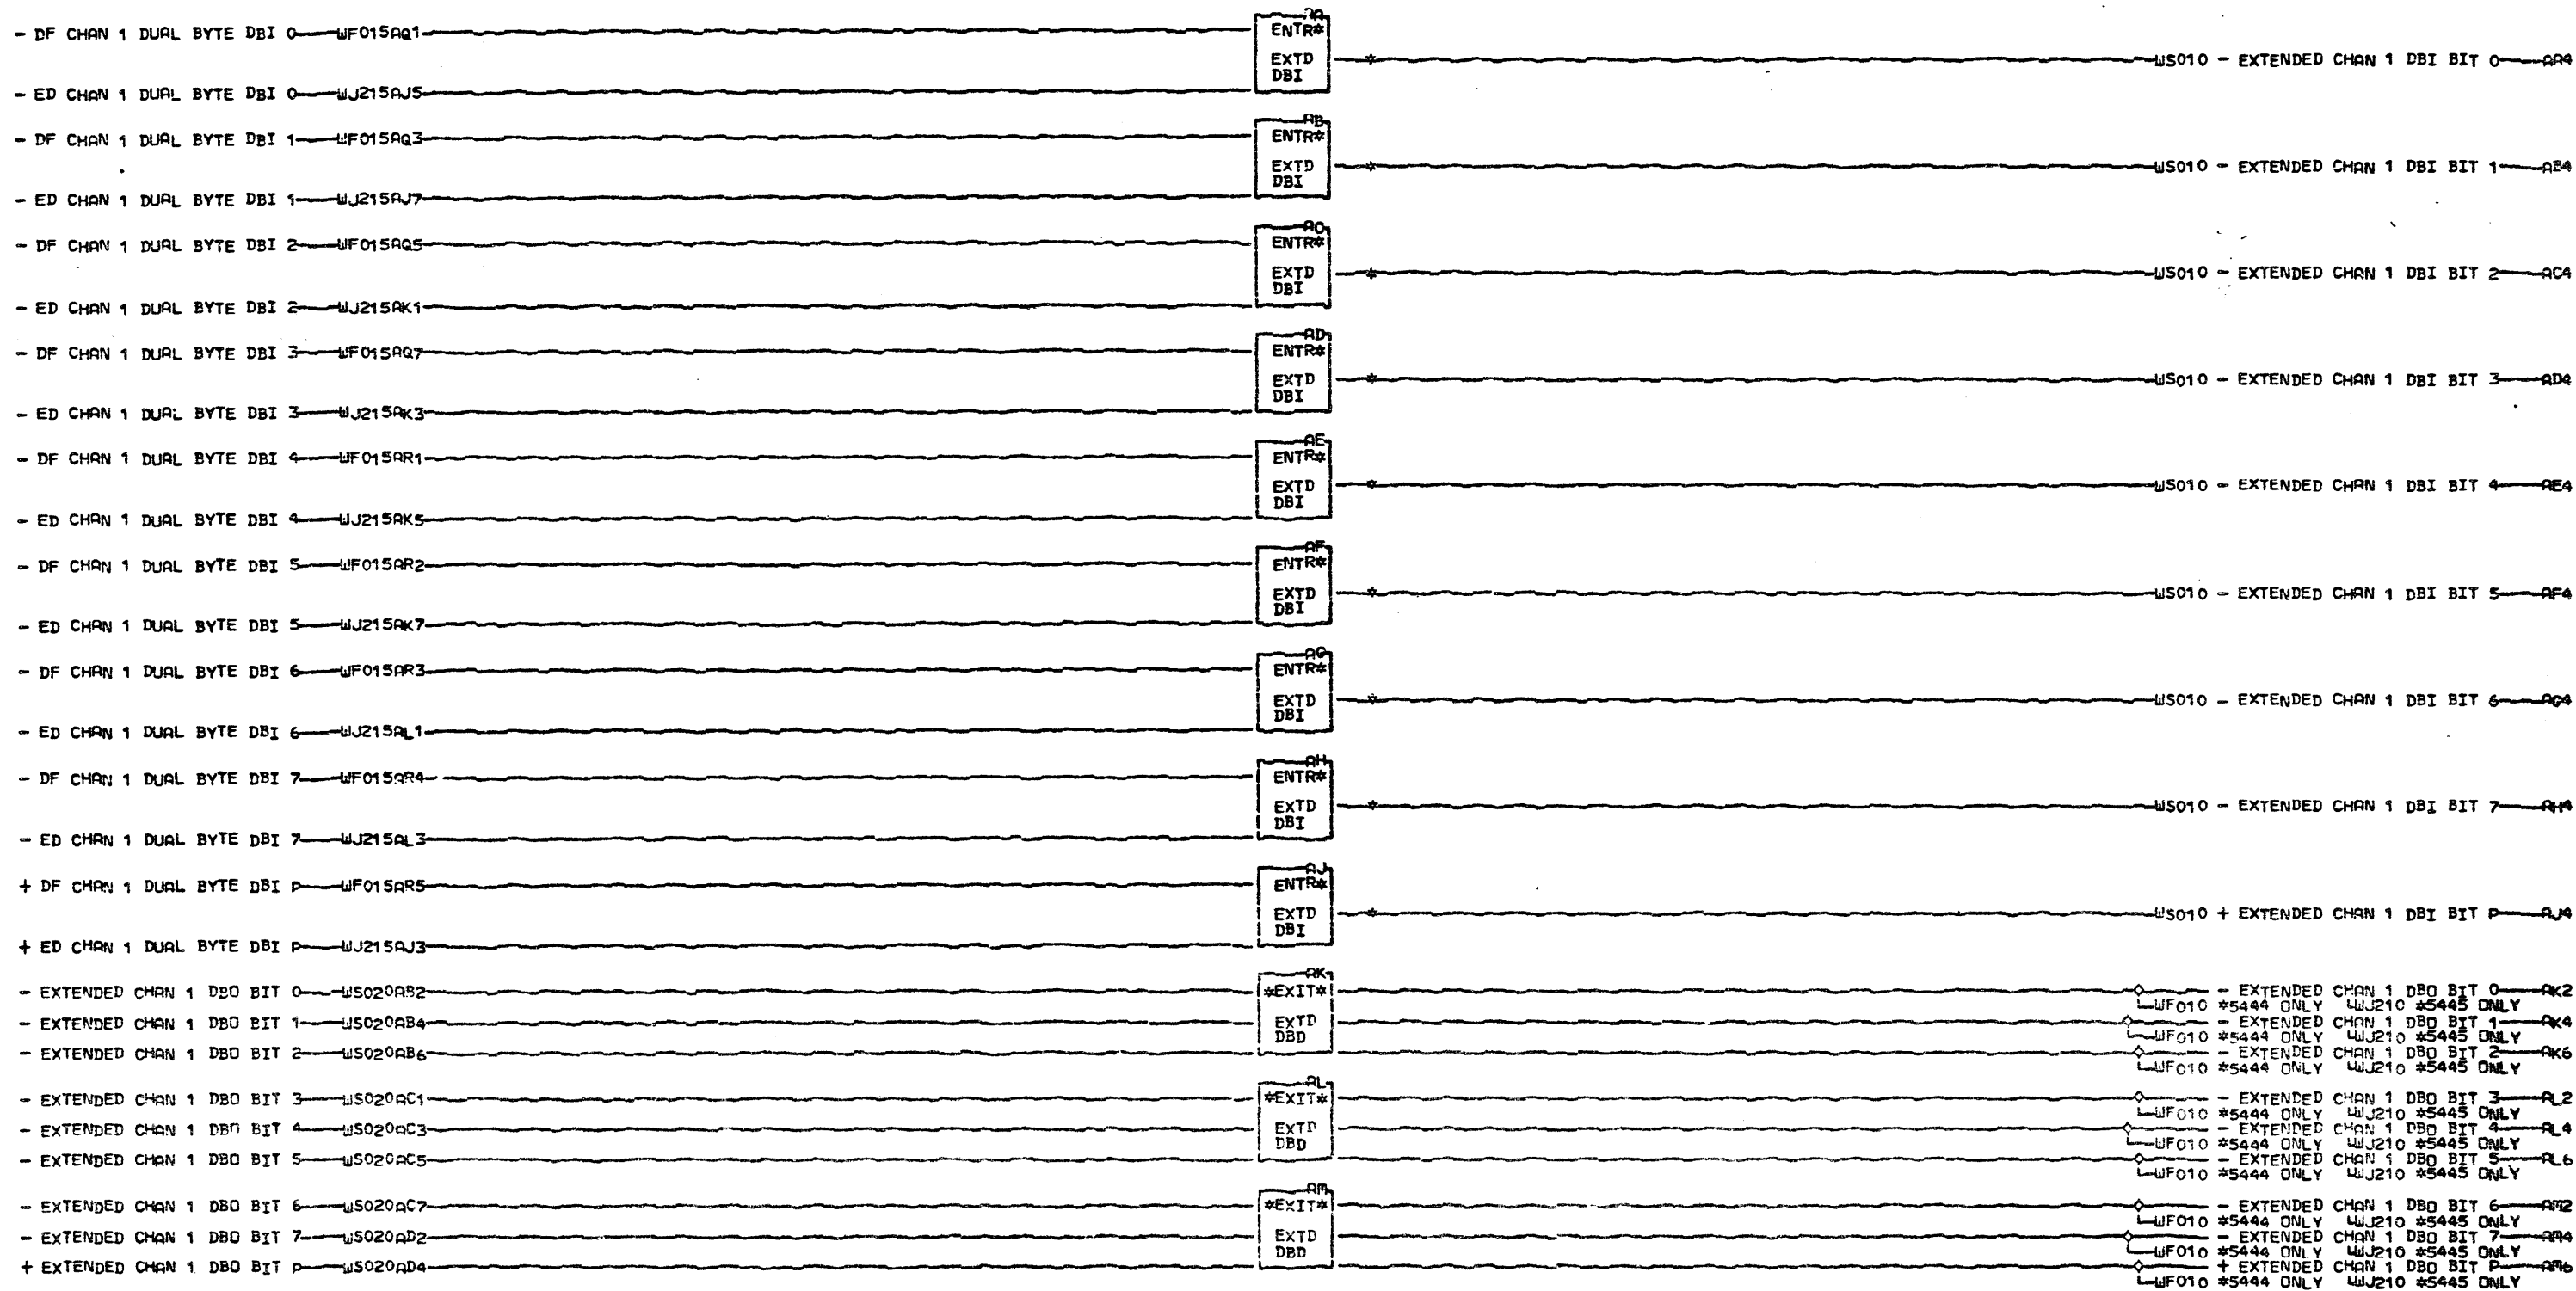 AA
- DF CHAN 1 DUAL BYTE DBI 0 WF015AQ1 ENTR*
EXTD WS010 - EXTENDED CHAN 1 DBI BIT 0 AA4
DBI
- ED CHAN 1 DUAL BYTE DBI 0 WJ215AJ5
AB
- DF CHAN 1 DUAL BYTE DBI 1 WF015AQ3 ENTR*
EXTD WS010 - EXTENDED CHAN 1 DBI BIT 1 AB4
DBI
- ED CHAN 1 DUAL BYTE DBI 1 WJ215AJ7
AC
- DF CHAN 1 DUAL BYTE DBI 2 WF015AQ5 ENTR*
EXTD WS010 - EXTENDED CHAN 1 DBI BIT 2 AC4
DBI
- ED CHAN 1 DUAL BYTE DBI 2 WJ215AK1
AD
- DF CHAN 1 DUAL BYTE DBI 3 WF015AQ7 ENTR*
EXTD WS010 - EXTENDED CHAN 1 DBI BIT 3 AD4
DBI
- ED CHAN 1 DUAL BYTE DBI 3 WJ215AK3
AE
- DF CHAN 1 DUAL BYTE DBI 4 WF015AR1 ENTR*
EXTD WS010 - EXTENDED CHAN 1 DBI BIT 4 AE4
DBI
- ED CHAN 1 DUAL BYTE DBI 4 WJ215AK5
AF
- DF CHAN 1 DUAL BYTE DBI 5 WF015AR2 ENTR*
EXTD WS010 - EXTENDED CHAN 1 DBI BIT 5 AF4
DBI
- ED CHAN 1 DUAL BYTE DBI 5 WJ215AK7
AG
- DF CHAN 1 DUAL BYTE DBI 6 WF015AR3 ENTR*
EXTD WS010 - EXTENDED CHAN 1 DBI BIT 6 AG4
DBI
- ED CHAN 1 DUAL BYTE DBI 6 WJ215AL1
AH
- DF CHAN 1 DUAL BYTE DBI 7 WF015AR4 ENTR*
EXTD WS010 - EXTENDED CHAN 1 DBI BIT 7 AH4
DBI
- ED CHAN 1 DUAL BYTE DBI 7 WJ215AL3
AJ
+ DF CHAN 1 DUAL BYTE DBI P WF015AR5 ENTR*
EXTD WS010 + EXTENDED CHAN 1 DBI BIT P AJ4
DBI
+ ED CHAN 1 DUAL BYTE DBI P WJ215AJ3
AK
- EXTENDED CHAN 1 DBO BIT 0 WS020AB2 *EXIT* - EXTENDED CHAN 1 DBO BIT 0 AK2
WF010 *5444 ONLY WJ210 *5445 ONLY
- EXTENDED CHAN 1 DBO BIT 1 WS020AB4 EXTD - EXTENDED CHAN 1 DBO BIT 1 AK4
DBO WF010 *5444 ONLY WJ210 *5445 ONLY
- EXTENDED CHAN 1 DBO BIT 2 WS020AB6 - EXTENDED CHAN 1 DBO BIT 2 AK6
WF010 *5444 ONLY WJ210 *5445 ONLY
AL
- EXTENDED CHAN 1 DBO BIT 3 WS020AC1 *EXIT* - EXTENDED CHAN 1 DBO BIT 3 AL2
WF010 *5444 ONLY WJ210 *5445 ONLY
- EXTENDED CHAN 1 DBO BIT 4 WS020AC3 EXTD - EXTENDED CHAN 1 DBO BIT 4 AL4
DBO WF010 *5444 ONLY WJ210 *5445 ONLY
- EXTENDED CHAN 1 DBO BIT 5 WS020AC5 - EXTENDED CHAN 1 DBO BIT 5 AL6
WF010 *5444 ONLY WJ210 *5445 ONLY
AM
- EXTENDED CHAN 1 DBO BIT 6 WS020AC7 *EXIT* - EXTENDED CHAN 1 DBO BIT 6 AM2
WF010 *5444 ONLY WJ210 *5445 ONLY
- EXTENDED CHAN 1 DBO BIT 7 WS020AD2 EXTD - EXTENDED CHAN 1 DBO BIT 7 AM4
DBO WF010 *5444 ONLY WJ210 *5445 ONLY
+ EXTENDED CHAN 1 DBO BIT P WS020AD4 + EXTENDED CHAN 1 DBO BIT P AM6
WF010 *5444 ONLY WJ210 *5445 ONLY